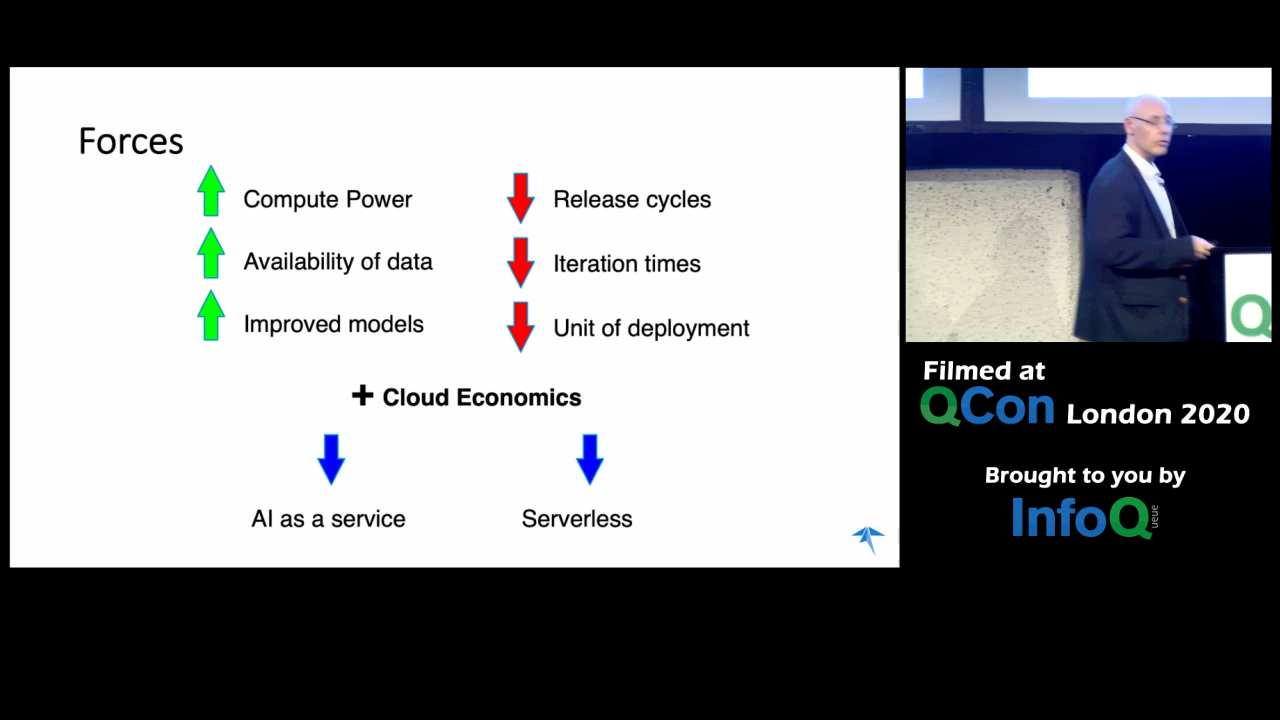 Forces
Compute Power
Availability of data
Improved models
Release cycles
Iteration times
Unit of deployment
+ Cloud Economics
AI as a service
Serverless
Q
Filmed at
QCon London 2020
Brought to you by
InfoQueue